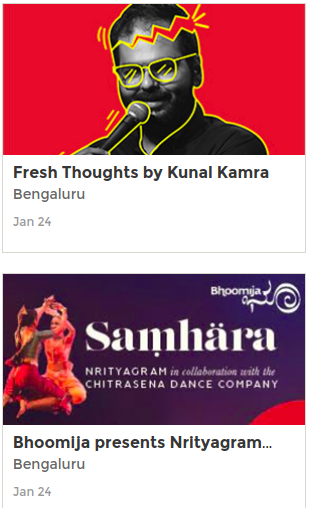 Fresh Thoughts by Kunal Kamra
Bengaluru
Jan 24
Bhoomija
Saṃhāra
NRITYAGRAM in collaboration with the
CHITRASENA DANCE COMPANY
Bhoomija presents Nrityagram...
Bengaluru
Jan 24